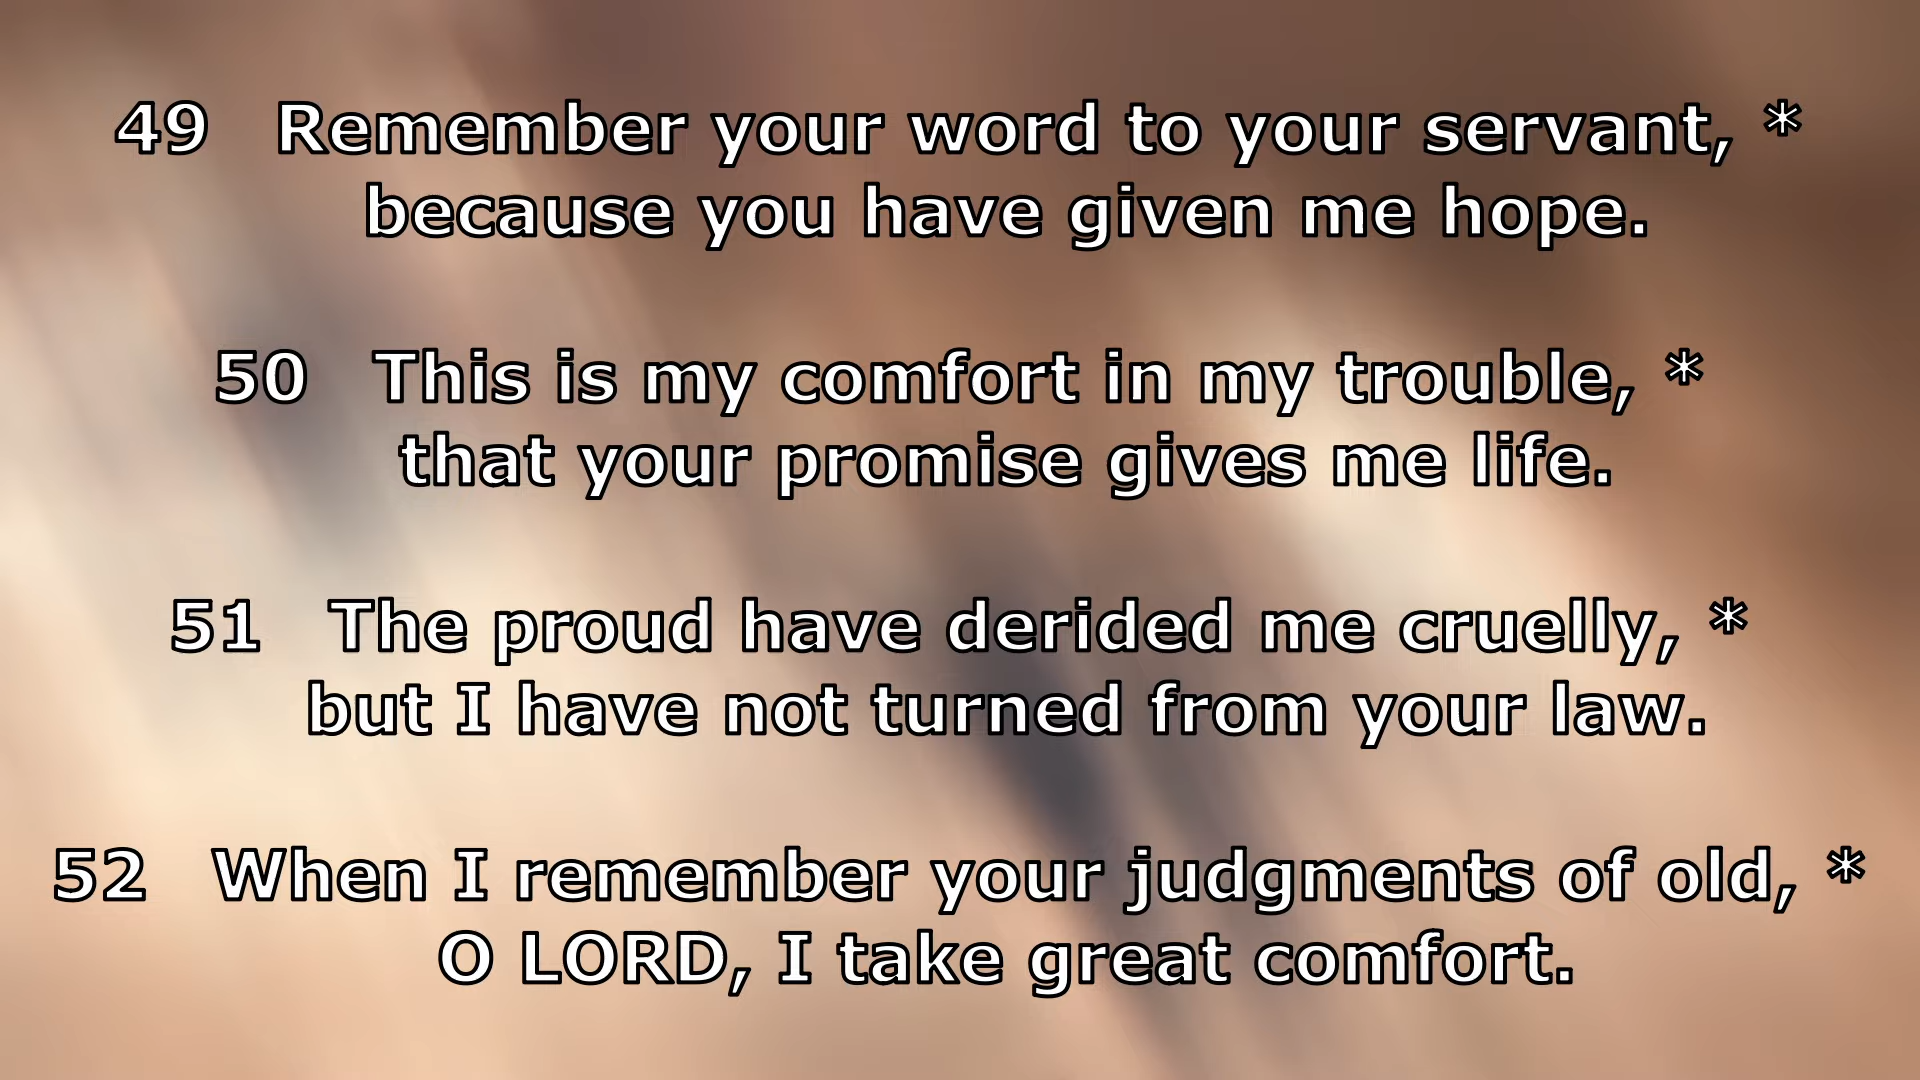 49 Remember your word to your servant, *
because you have given me hope.
50 This is my comfort in my trouble, *
that your promise gives me life.
51 The proud have derided me cruelly, *
but I have not turned from your law.
52 When I remember your judgments of old, *
O LORD, I take great comfort.